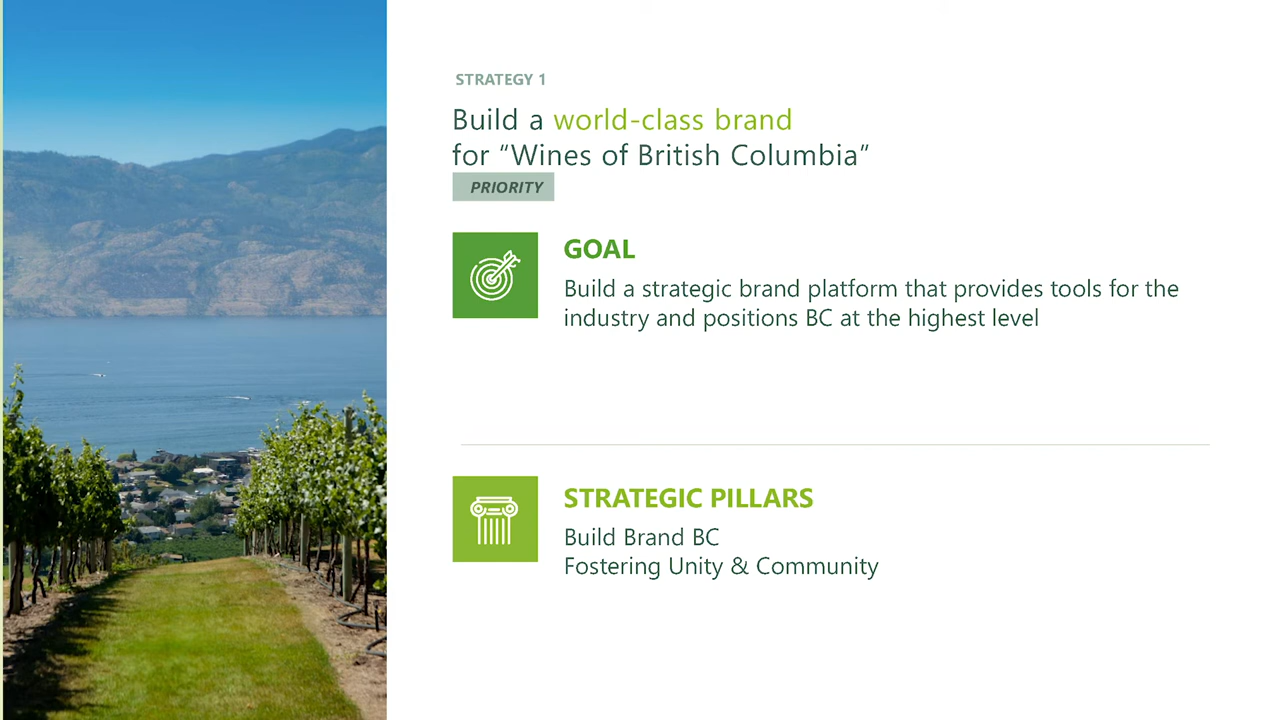 STRATEGY 1
Build a world-class brand
for “Wines of British Columbia”
PRIORITY
GOAL
Build a strategic brand platform that provides tools for the
industry and positions BC at the highest level
STRATEGIC PILLARS
Build Brand BC
Fostering Unity & Community